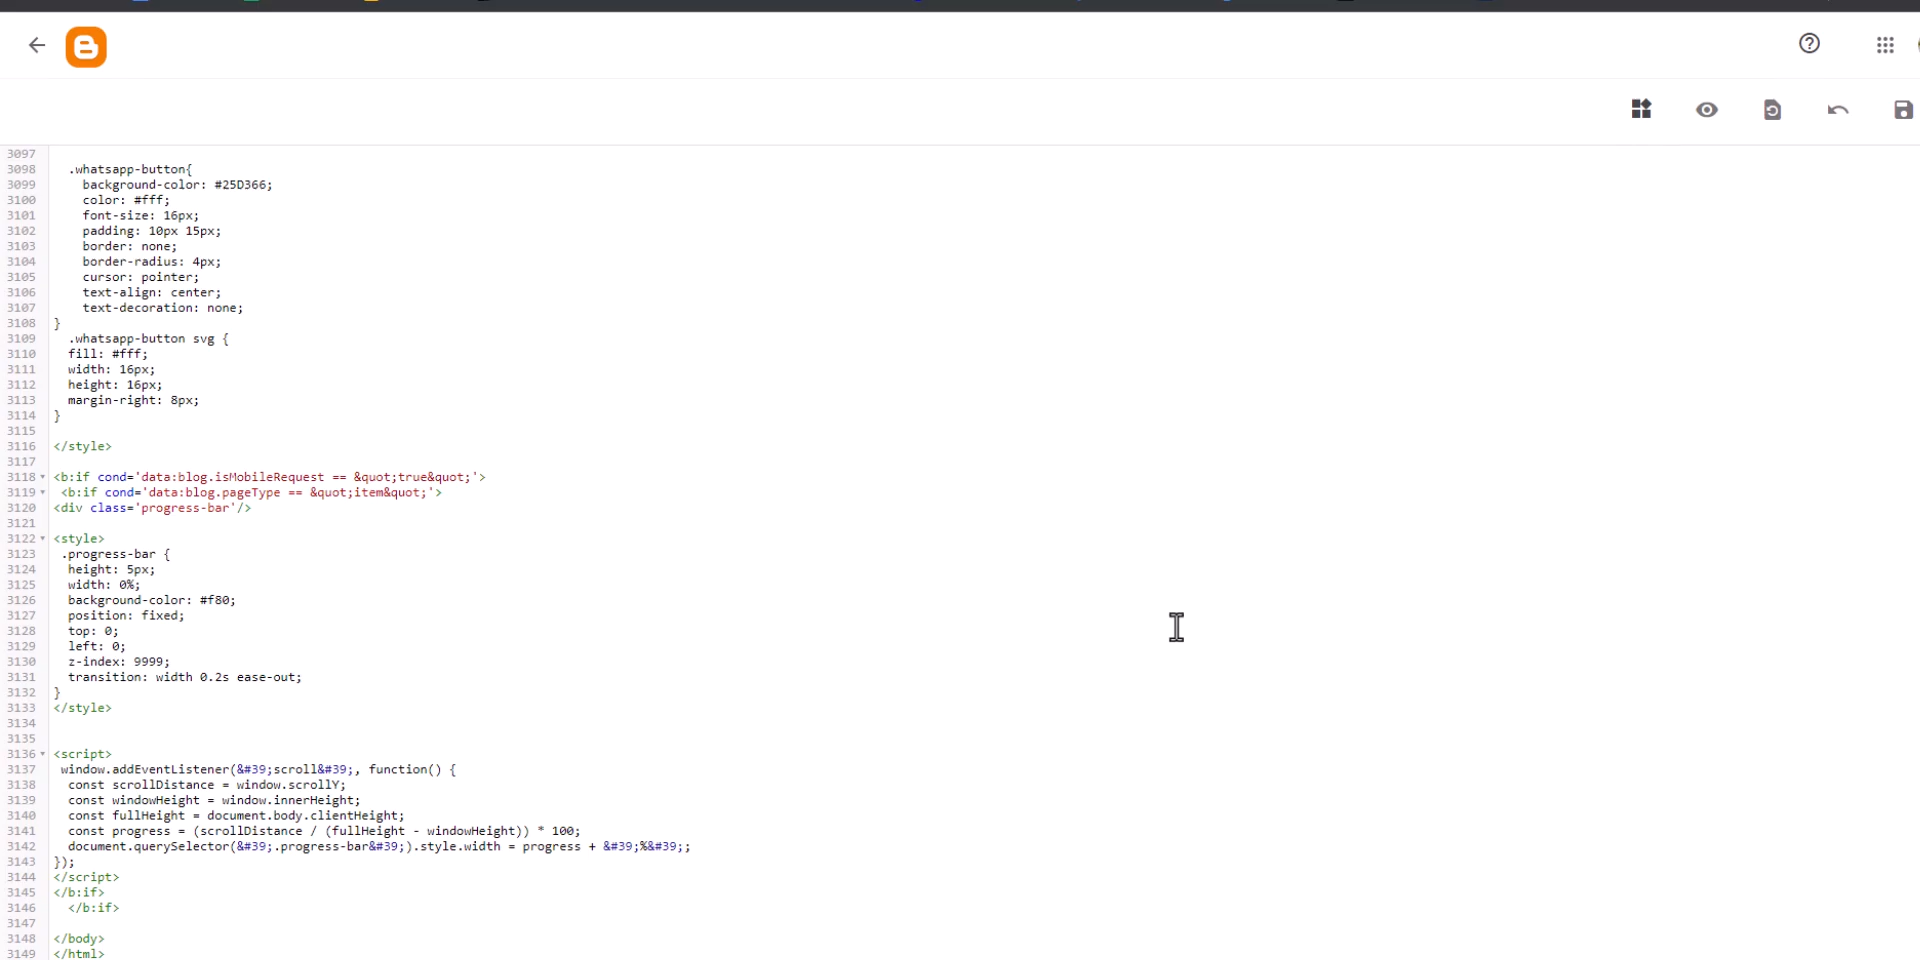 3097
3098 .whatsapp-button{
3099 background-color: #25D366;
3100 color: #fff;
3101 font-size: 16px;
3102 padding: 10px 15px;
3103 border: none;
3104 border-radius: 4px;
3105 cursor: pointer;
3106 text-align: center;
3107 text-decoration: none;
3108 }
3109 .whatsapp-button svg {
3110 fill: #fff;
3111 width: 16px;
3112 height: 16px;
3113 margin-right: 8px;
3114 }
3115
3116 </style>
3117
3118 <b:if cond='data:blog.isMobileRequest == &quot;true&quot;'>
3119 <b:if cond='data:blog.pageType == &quot;item&quot;'>
3120 <div class='progress-bar'/>
3121
3122 <style>
3123 .progress-bar {
3124 height: 5px;
3125 width: 0%;
3126 background-color: #f80;
3127 position: fixed;
3128 top: 0;
3129 left: 0;
3130 z-index: 9999;
3131 transition: width 0.2s ease-out;
3132 }
3133 </style>
3134
3135
3136 <script>
3137 window.addEventListener(&#39;scroll&#39;, function() {
3138 const scrollDistance = window.scrollY;
3139 const windowHeight = window.innerHeight;
3140 const fullHeight = document.body.clientHeight;
3141 const progress = (scrollDistance / (fullHeight - windowHeight)) * 100;
3142 document.querySelector(&#39;.progress-bar&#39;).style.width = progress + &#39;%&#39;;
3143 });
3144 </script>
3145 </b:if>
3146 </b:if>
3147
3148 </body>
3149 </html>